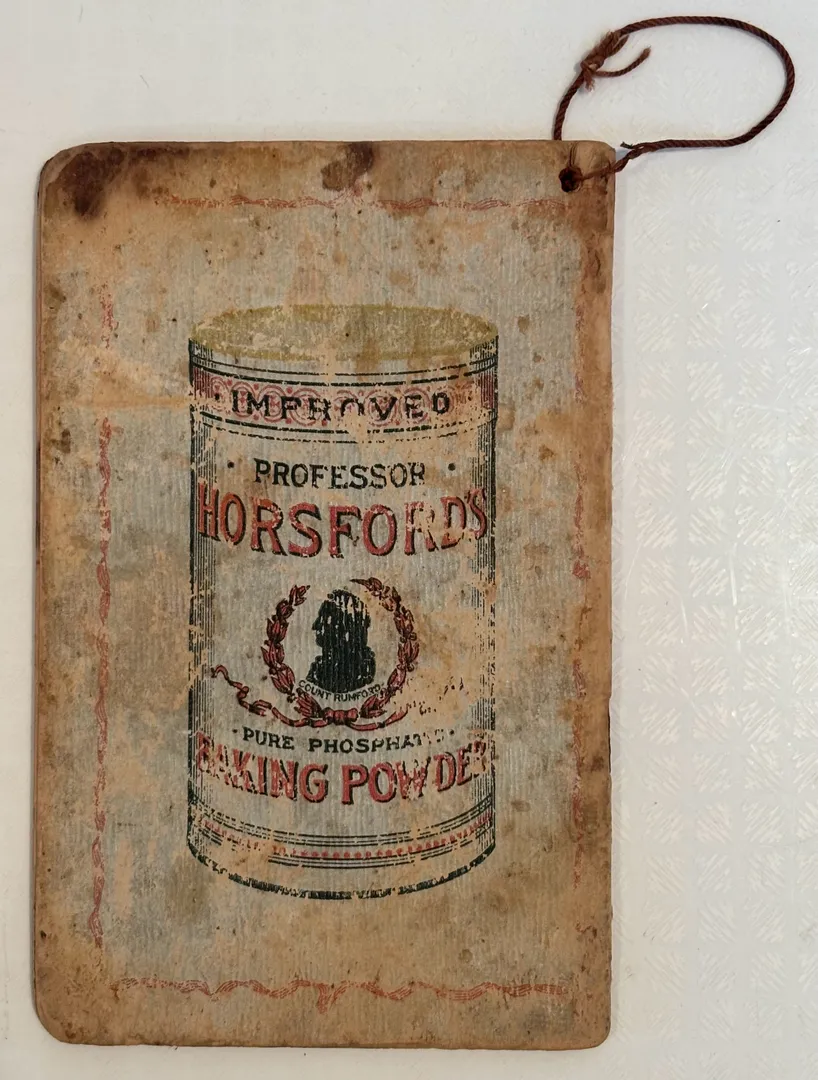 IMPROVED
· PROFESSOR ·
HORSFORD'S
COUNT RUMFORD
· PURE PHOSPHATE ·
BAKING POWDER